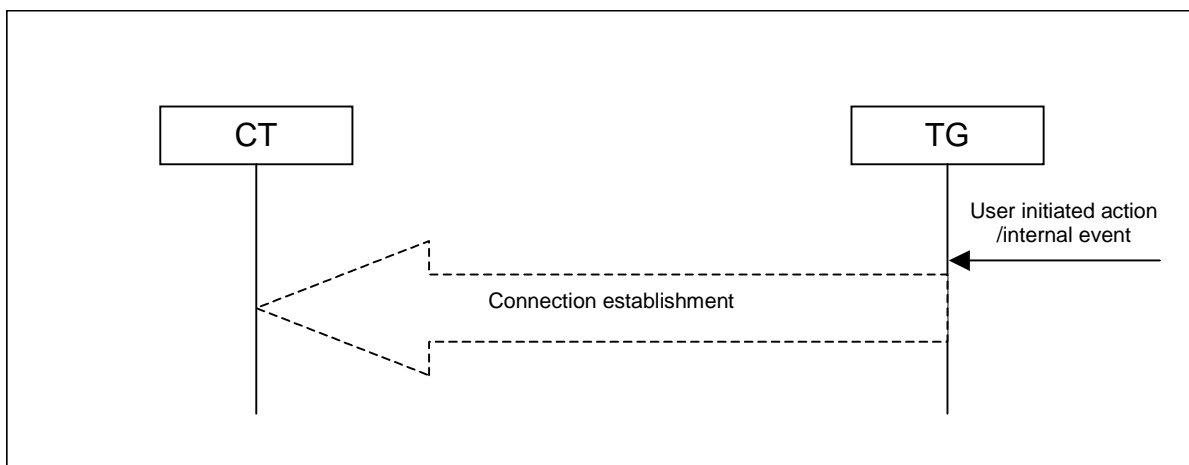 CT
TG
User initiated action
/internal event
Connection establishment